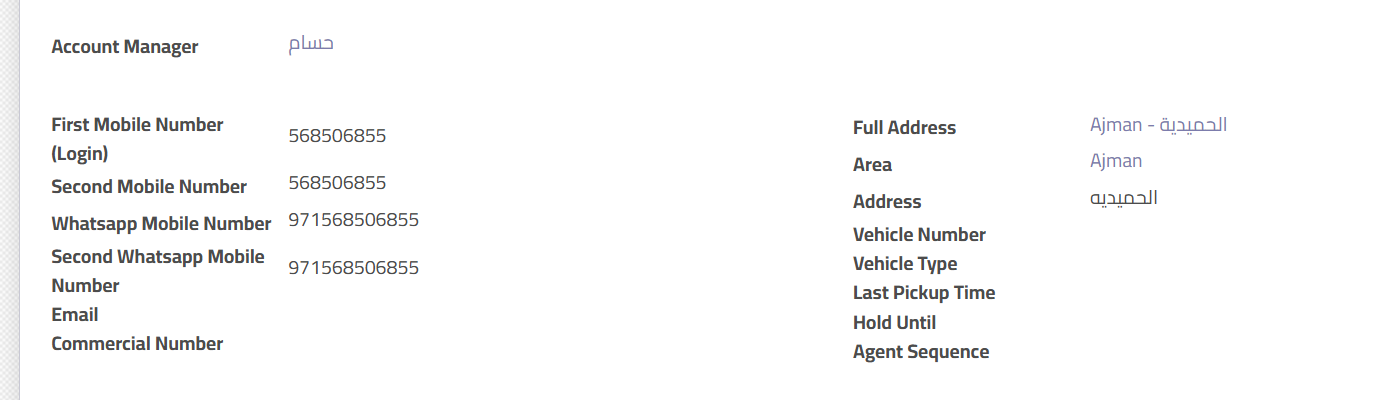 Account Manager حسام
First Mobile Number
(Login) 568506855
Second Mobile Number 568506855
Whatsapp Mobile Number 971568506855
Second Whatsapp Mobile
Number 971568506855
Email
Commercial Number
Full Address Ajman - الحميدية
Area Ajman
Address الحميديه
Vehicle Number
Vehicle Type
Last Pickup Time
Hold Until
Agent Sequence